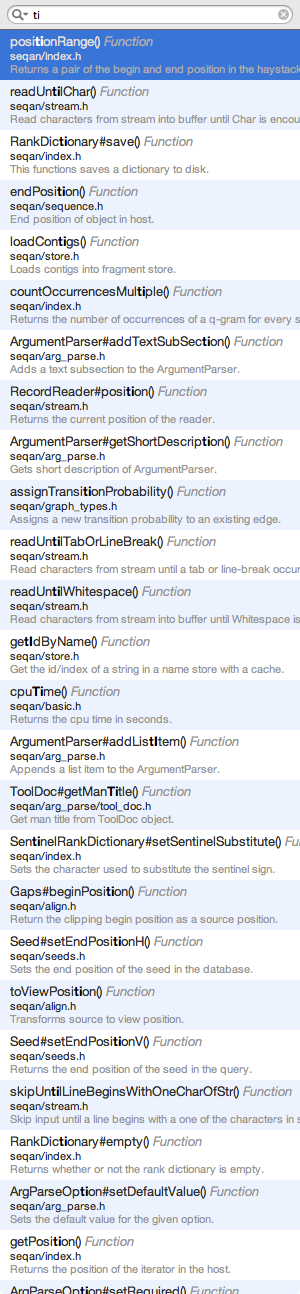 ti
positionRange() Function
seqan/index.h
Returns a pair of the begin and end position in the haystack
readUntilChar() Function
seqan/stream.h
Read characters from stream into buffer until Char is encou
RankDictionary#save() Function
seqan/index.h
This functions saves a dictionary to disk.
endPosition() Function
seqan/sequence.h
End position of object in host.
loadContigs() Function
seqan/store.h
Loads contigs into fragment store.
countOccurrencesMultiple() Function
seqan/index.h
Returns the number of occurrences of a q-gram for every s
ArgumentParser#addTextSubSection() Function
seqan/arg_parse.h
Adds a text subsection to the ArgumentParser.
RecordReader#position() Function
seqan/stream.h
Returns the current position of the reader.
ArgumentParser#getShortDescription() Function
seqan/arg_parse.h
Gets short description of ArgumentParser.
assignTransitionProbability() Function
seqan/graph_types.h
Assigns a new transition probability to an existing edge.
readUntilTabOrLineBreak() Function
seqan/stream.h
Read characters from stream until a tab or line-break occur
readUntilWhitespace() Function
seqan/stream.h
Read characters from stream into buffer until Whitespace is
getIdByName() Function
seqan/store.h
Get the id/index of a string in a name store with a cache.
cpuTime() Function
seqan/basic.h
Returns the cpu time in seconds.
ArgumentParser#addListItem() Function
seqan/arg_parse.h
Appends a list item to the ArgumentParser.
ToolDoc#getManTitle() Function
seqan/arg_parse/tool_doc.h
Get man title from ToolDoc object.
SentinelRankDictionary#setSentinelSubstitute() Fu
seqan/index.h
Sets the character used to substitute the sentinel sign.
Gaps#beginPosition() Function
seqan/align.h
Return the clipping begin position as a source position.
Seed#setEndPositionH() Function
seqan/seeds.h
Sets the end position of the seed in the database.
toViewPosition() Function
seqan/align.h
Transforms source to view position.
Seed#setEndPositionV() Function
seqan/seeds.h
Returns the end position of the seed in the query.
skipUntilLineBeginsWithOneCharOfStr() Function
seqan/stream.h
Skip input until a line begins with a one of the characters in s
RankDictionary#empty() Function
seqan/index.h
Returns whether or not the rank dictionary is empty.
ArgParseOption#setDefaultValue() Function
seqan/arg_parse.h
Sets the default value for the given option.
getPosition() Function
seqan/index.h
Returns the position of the iterator in the host.
ArgParseOption#setRequired() Function